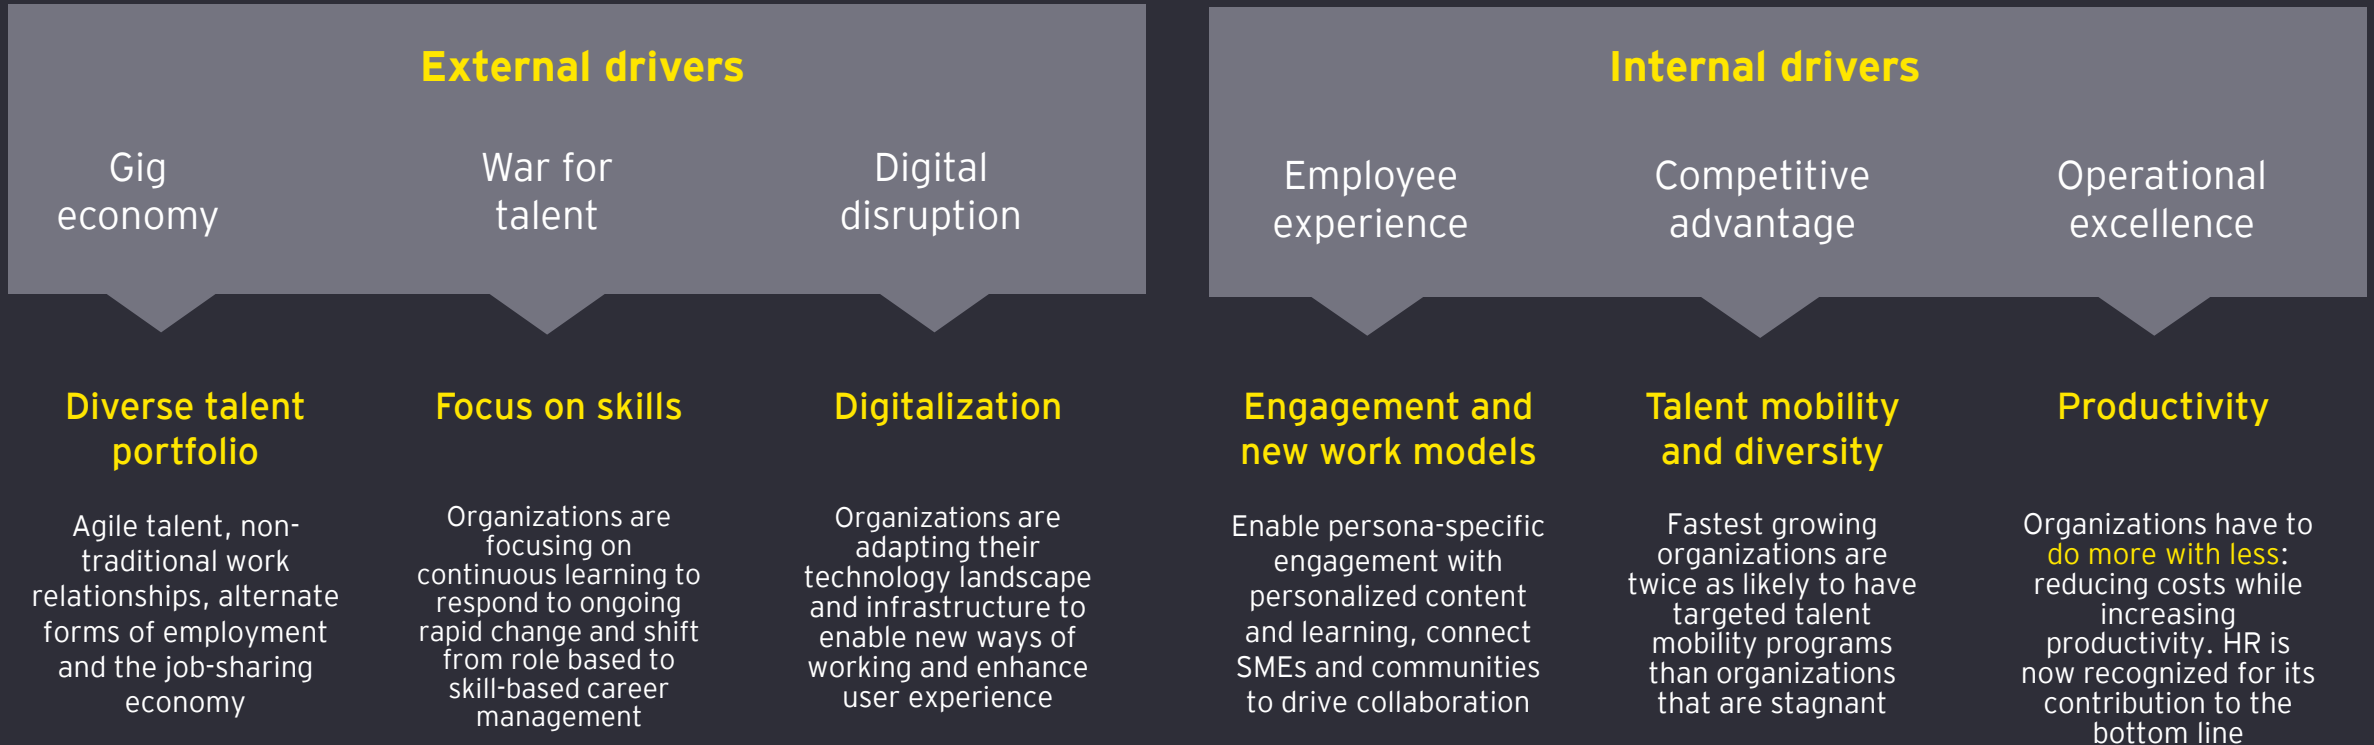 External drivers
Gig
economy
War for
talent
Digital
disruption
Diverse talent
portfolio
Agile talent, non-
traditional work
relationships, alternate
forms of employment
and the job-sharing
economy
Focus on skills
Organizations are
focusing on
continuous learning to
respond to ongoing
rapid change and shift
from role based to
skill-based career
management
Digitalization
Organizations are
adapting their
technology landscape
and infrastructure to
enable new ways of
working and enhance
user experience
Internal drivers
Employee
experience
Competitive
advantage
Operational
excellence
Engagement and
new work models
Enable persona-specific
engagement with
personalized content
and learning, connect
SMEs and communities
to drive collaboration
Talent mobility
and diversity
Fastest growing
organizations are
twice as likely to have
targeted talent
mobility programs
than organizations
that are stagnant
Productivity
Organizations have to
do more with less:
reducing costs while
increasing
productivity. HR is
now recognized for its
contribution to the
bottom line